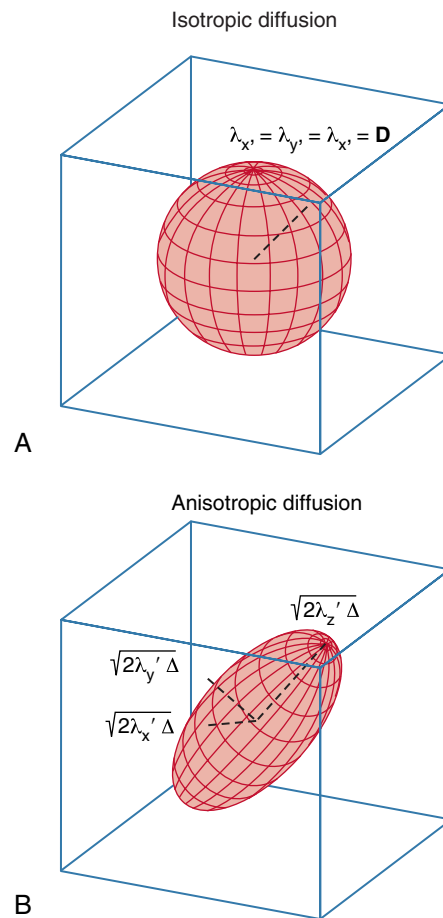 Isotropic diffusion
λx' = λy' = λx' = D
A
Anisotropic diffusion
√2λz′ Δ
√2λy′ Δ
√2λx′ Δ
B